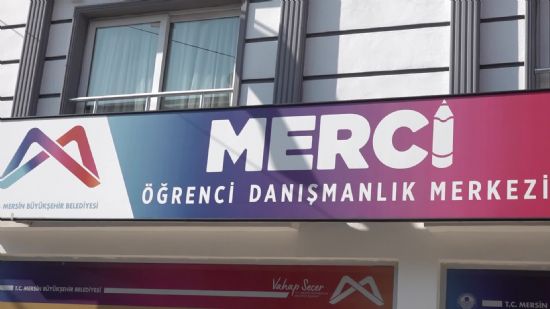 MERCİ
ÖĞRENCİ DANIŞMANLIK MERKEZİ
MERSİN BÜYÜKŞEHİR BELEDİYESİ
T.C. MERSİN BÜYÜKŞEHİR BELEDİYESİ
Vahap Seçer
T.C. MERSİN